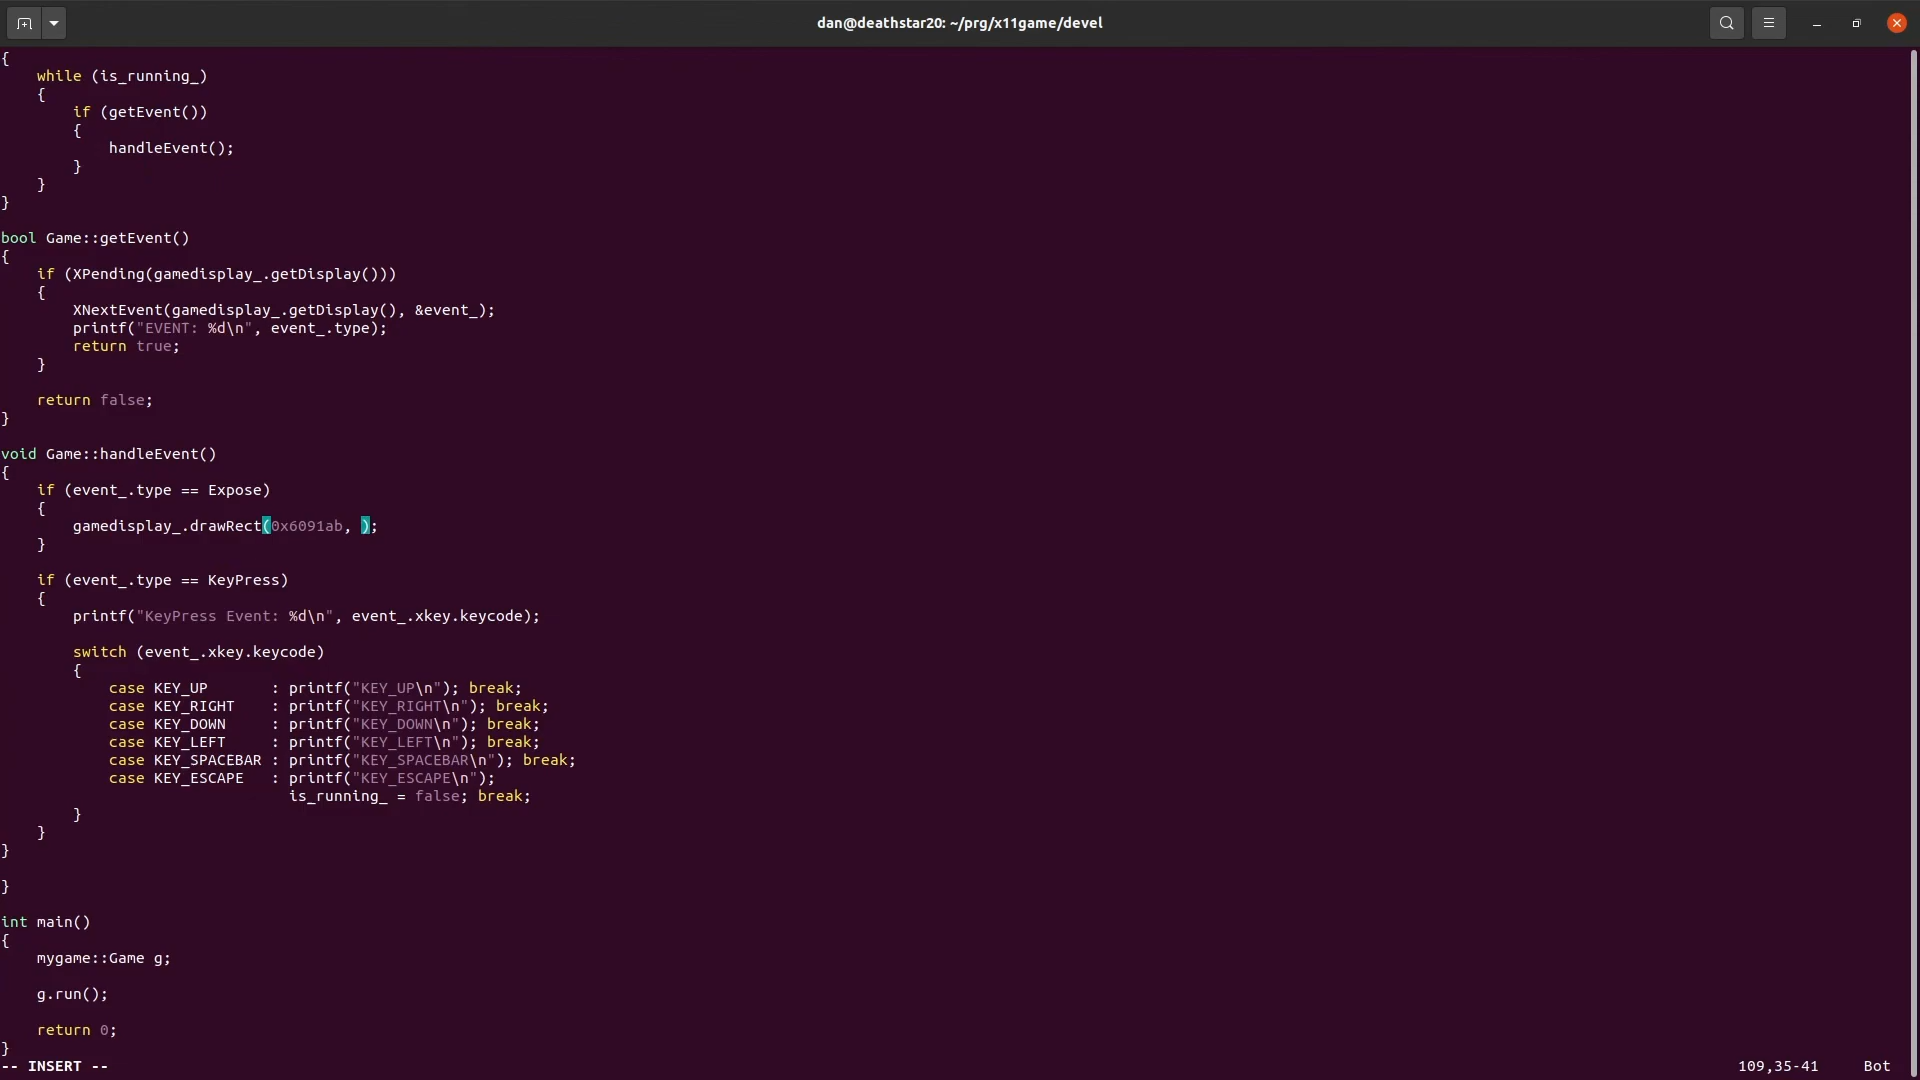 dan@deathstar20: ~/prg/x11game/devel
{
    while (is_running_)
    {
        if (getEvent())
        {
            handleEvent();
        }
    }
}

bool Game::getEvent()
{
    if (XPending(gamedisplay_.getDisplay()))
    {
        XNextEvent(gamedisplay_.getDisplay(), &event_);
        printf("EVENT: %d\n", event_.type);
        return true;
    }

    return false;
}

void Game::handleEvent()
{
    if (event_.type == Expose)
    {
        gamedisplay_.drawRect(0x6091ab, );
    }

    if (event_.type == KeyPress)
    {
        printf("KeyPress Event: %d\n", event_.xkey.keycode);

        switch (event_.xkey.keycode)
        {
            case KEY_UP       : printf("KEY_UP\n"); break;
            case KEY_RIGHT    : printf("KEY_RIGHT\n"); break;
            case KEY_DOWN     : printf("KEY_DOWN\n"); break;
            case KEY_LEFT     : printf("KEY_LEFT\n"); break;
            case KEY_SPACEBAR : printf("KEY_SPACEBAR\n"); break;
            case KEY_ESCAPE   : printf("KEY_ESCAPE\n");
                                is_running_ = false; break;
        }
    }
}

}

int main()
{
    mygame::Game g;

    g.run();

    return 0;
}
-- INSERT -- 109,35-41 Bot